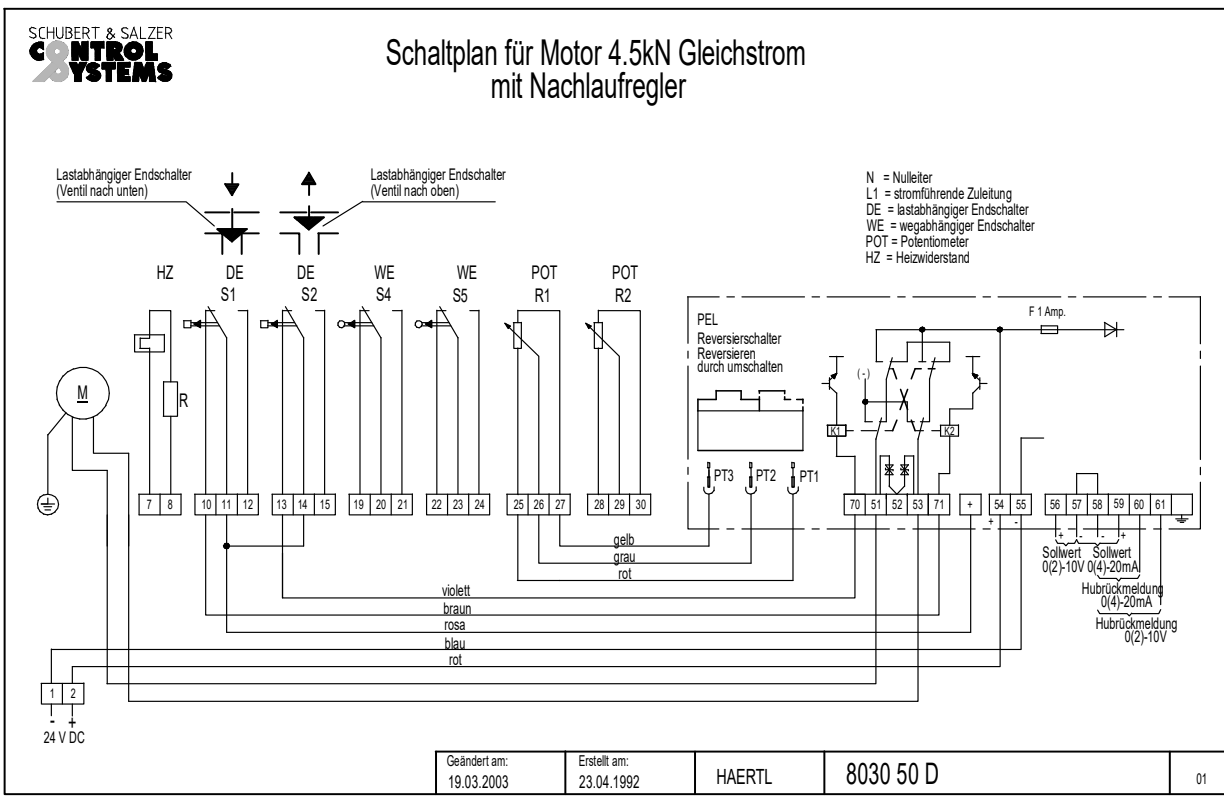 SCHUBERT & SALZER
CONTROL
SYSTEMS
Schaltplan für Motor 4.5kN Gleichstrom
mit Nachlaufregler
Lastabhängiger Endschalter
(Ventil nach unten)
Lastabhängiger Endschalter
(Ventil nach oben)
N = Nulleiter
L1 = stromführende Zuleitung
DE = lastabhängiger Endschalter
WE = wegabhängiger Endschalter
POT = Potentiometer
HZ = Heizwiderstand
HZ DE DE WE WE POT POT
S1 S2 S4 S5 R1 R2
PEL
Reversierschalter
Reversieren
durch umschalten
F 1 Amp.
(-)
M
R
K1 K2
PT3 PT2 PT1
7 8 10 11 12 13 14 15 19 20 21 22 23 24 25 26 27 28 29 30 70 51 52 53 71 + 54 55 56 57 58 59 60 61
+ -
+ - - +
gelb
grau
rot
Sollwert
0(2)-10V
Sollwert
0(4)-20mA
Hubrückmeldung
0(4)-20mA
Hubrückmeldung
0(2)-10V
violett
braun
rosa
blau
rot
1 2
- +
24 V DC
Geändert am:
19.03.2003
Erstellt am:
23.04.1992
HAERTL
8030 50 D
01